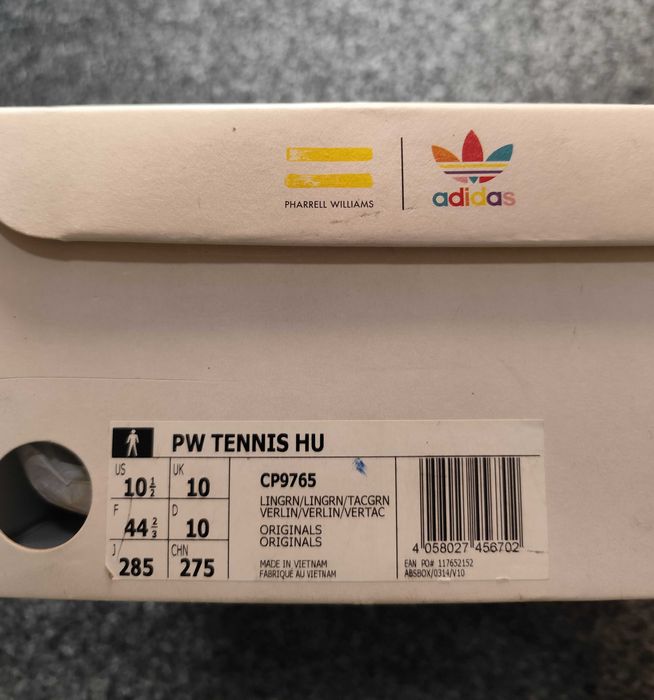 PHARRELL WILLIAMS
adidas
PW TENNIS HU
US 10 1/2
UK 10
F 44 2/3
D 10
J 285
CHN 275
CP9765
LINGRN/LINGRN/TACGRN
VERLIN/VERLIN/VERTAC
ORIGINALS
ORIGINALS
MADE IN VIETNAM
FABRIQUÉ AU VIETNAM
4 058027 456702
EAN PO# 117652152
ABSBOX/0314/V10